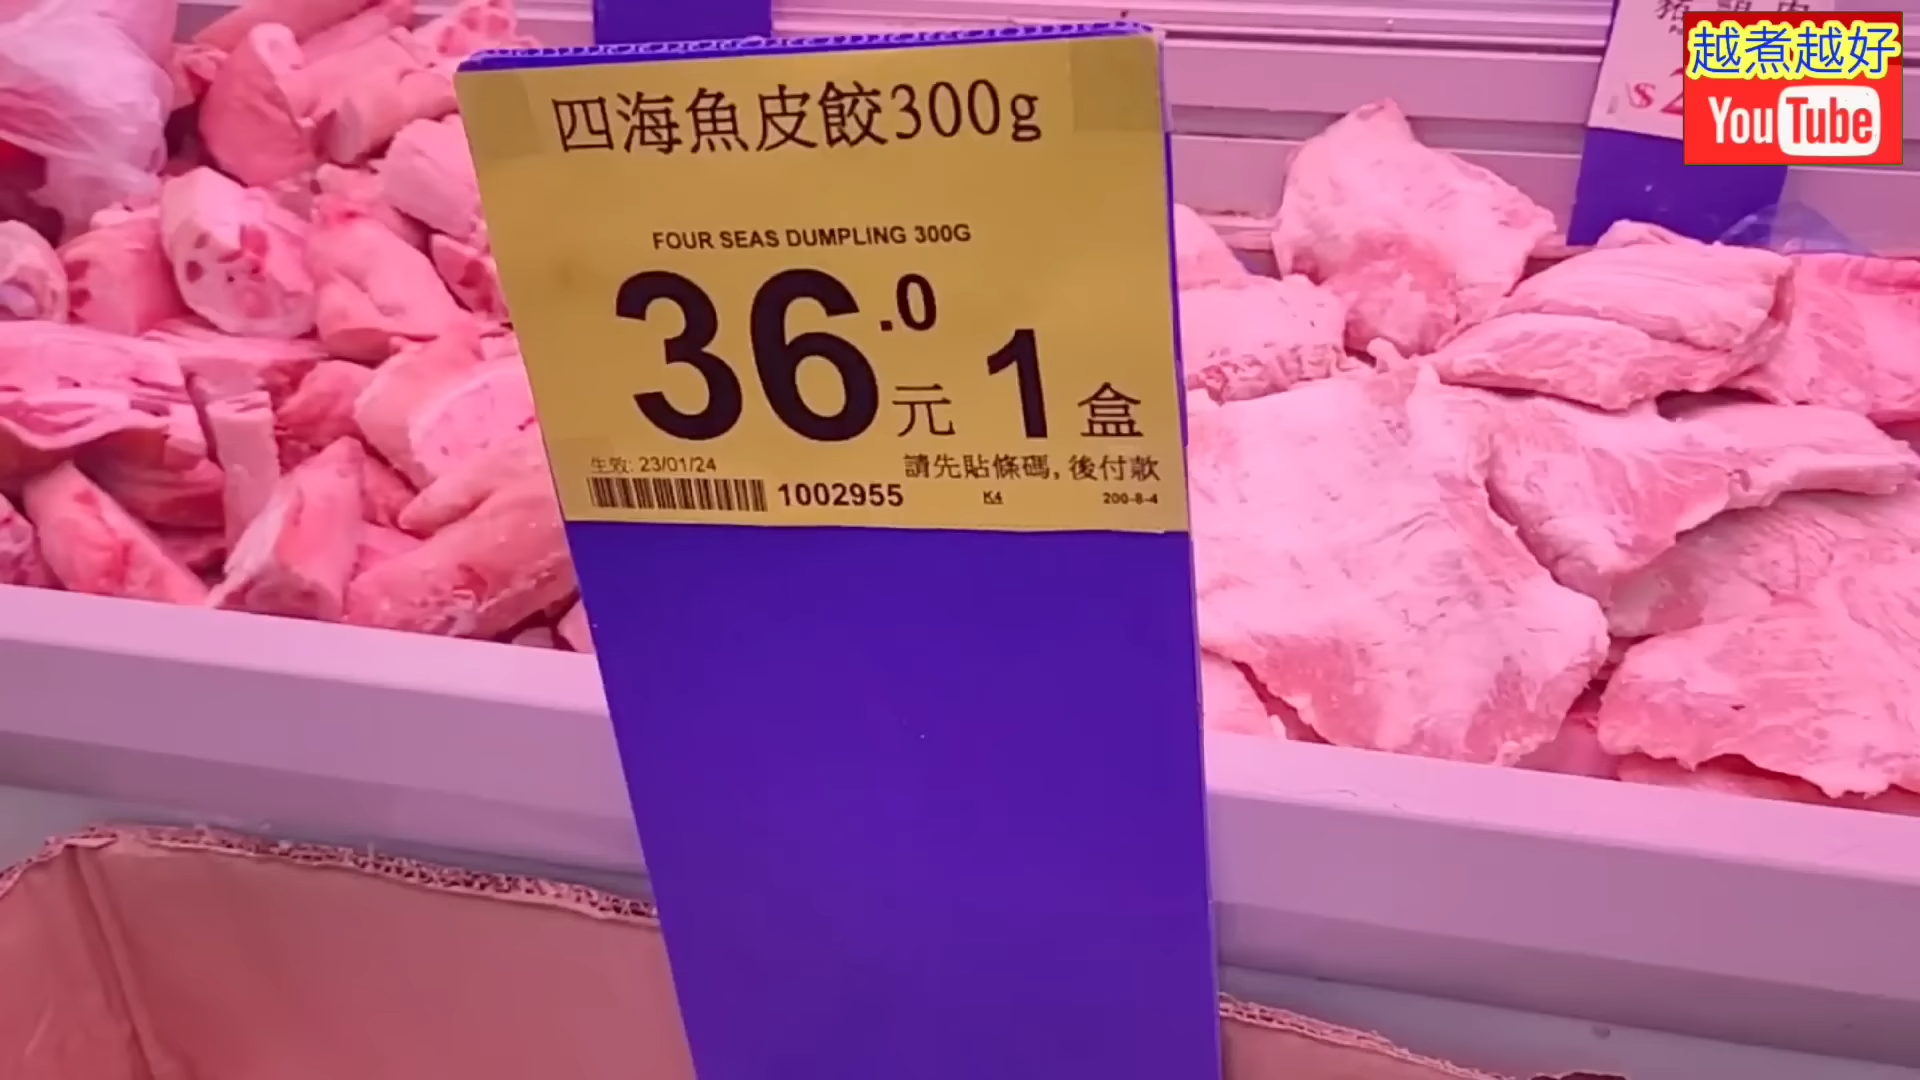 四海魚皮餃300g
FOUR SEAS DUMPLING 300G
36.0元 1盒
生效: 23/01/24
請先貼條碼, 後付款
1002955
K4
200-8-4
越煮越好
YouTube